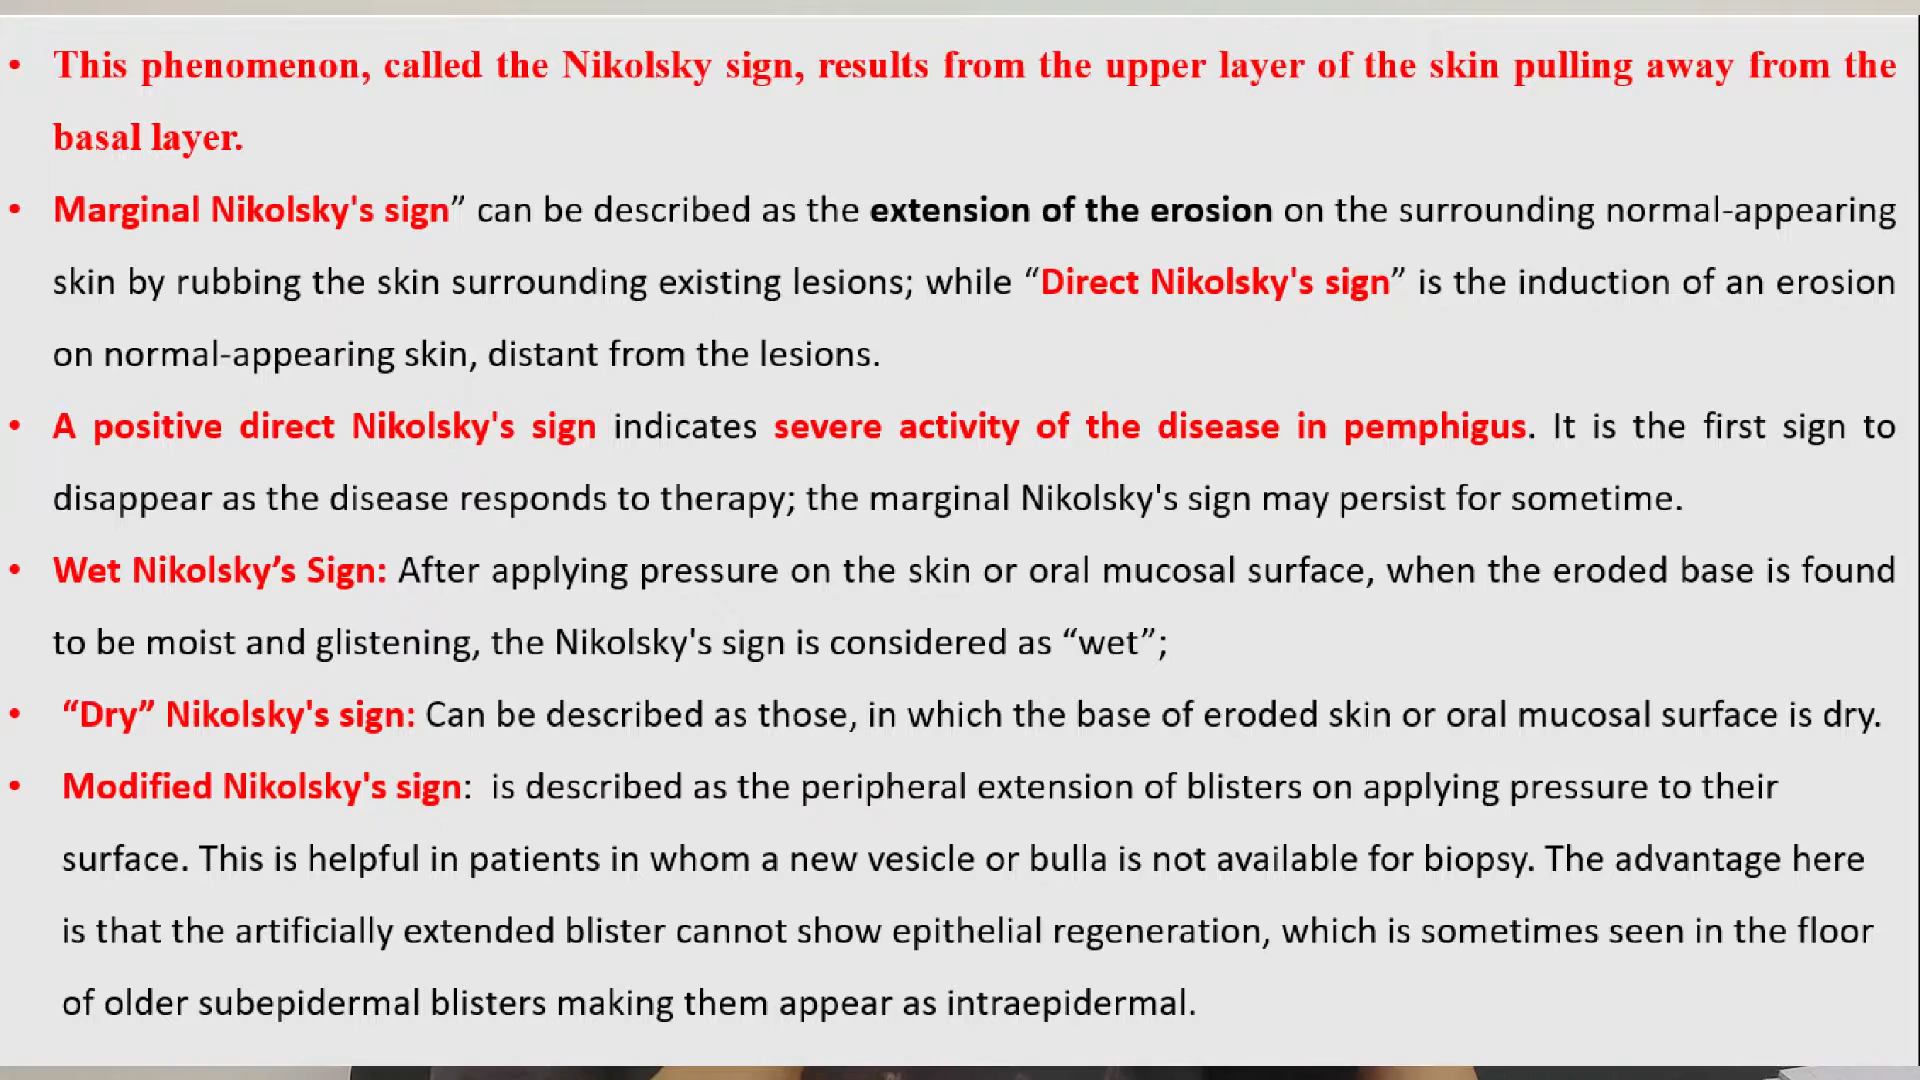 • This phenomenon, called the Nikolsky sign, results from the upper layer of the skin pulling away from the
basal layer.
• Marginal Nikolsky's sign” can be described as the extension of the erosion on the surrounding normal-appearing
skin by rubbing the skin surrounding existing lesions; while “Direct Nikolsky's sign” is the induction of an erosion
on normal-appearing skin, distant from the lesions.
• A positive direct Nikolsky's sign indicates severe activity of the disease in pemphigus. It is the first sign to
disappear as the disease responds to therapy; the marginal Nikolsky's sign may persist for sometime.
• Wet Nikolsky’s Sign: After applying pressure on the skin or oral mucosal surface, when the eroded base is found
to be moist and glistening, the Nikolsky's sign is considered as “wet”;
• “Dry” Nikolsky's sign: Can be described as those, in which the base of eroded skin or oral mucosal surface is dry.
• Modified Nikolsky's sign: is described as the peripheral extension of blisters on applying pressure to their
surface. This is helpful in patients in whom a new vesicle or bulla is not available for biopsy. The advantage here
is that the artificially extended blister cannot show epithelial regeneration, which is sometimes seen in the floor
of older subepidermal blisters making them appear as intraepidermal.